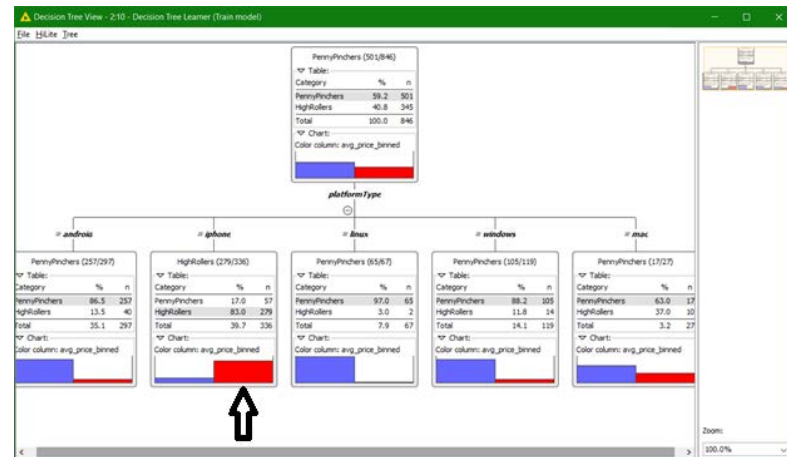 Decision Tree View - 2:10 - Decision Tree Learner (Train model)
File HiLite Tree
PennyPinchers (501/846)
Table:
Category % n
PennyPinchers 59.2 501
HighRollers 40.8 345
Total 100.0 846
Chart:
Color column: avg_price_binned
platformType
= android
= iphone
= linux
= windows
= mac
PennyPinchers (257/297)
Table:
Category % n
PennyPinchers 86.5 257
HighRollers 13.5 40
Total 35.1 297
Chart:
Color column: avg_price_binned
HighRollers (279/336)
Table:
Category % n
PennyPinchers 17.0 57
HighRollers 83.0 279
Total 39.7 336
Chart:
Color column: avg_price_binned
PennyPinchers (65/67)
Table:
Category % n
PennyPinchers 97.0 65
HighRollers 3.0 2
Total 7.9 67
Chart:
Color column: avg_price_binned
PennyPinchers (105/119)
Table:
Category % n
PennyPinchers 88.2 105
HighRollers 11.8 14
Total 14.1 119
Chart:
Color column: avg_price_binned
PennyPinchers (17/27)
Table:
Category % n
PennyPinchers 63.0 17
HighRollers 37.0 10
Total 3.2 27
Chart:
Color column: avg_price_binned
Zoom:
100.0%